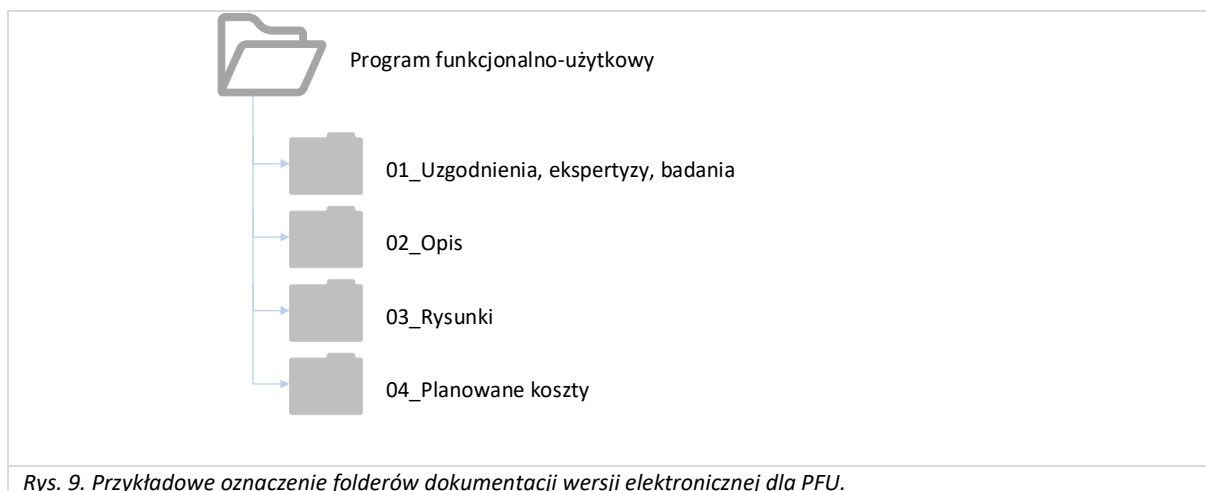 Program funkcjonalno-użytkowy
01_Uzgodnienia, ekspertyzy, badania
02_Opis
03_Rysunki
04_Planowane koszty
Rys. 9. Przykładowe oznaczenie folderów dokumentacji wersji elektronicznej dla PFU.